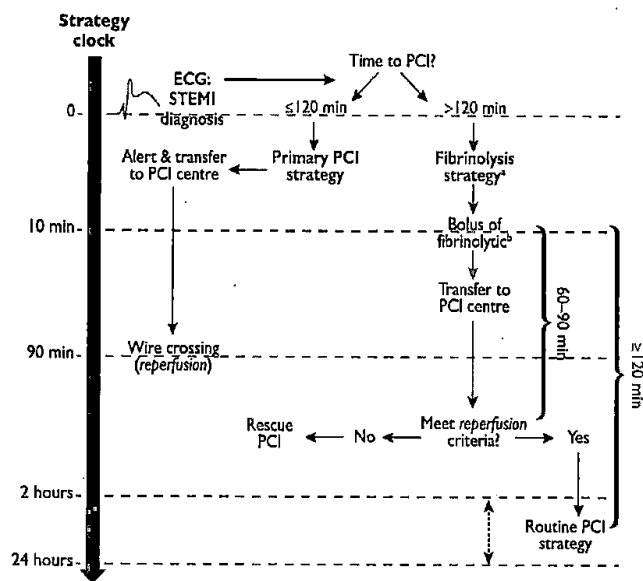 Strategy
clock
Time to PCI?
ECG:
STEMI
diagnosis
0
≤120 min
>120 min
Alert & transfer
to PCI centre
Primary PCI
strategy
Fibrinolysis
strategyᵃ
10 min
Bolus of
fibrinolyticᵇ
Transfer to
PCI centre
60–90 min
≥120 min
Wire crossing
(reperfusion)
90 min
Rescue
PCI
No
Meet reperfusion
criteria?
Yes
2 hours
Routine PCI
strategy
24 hours